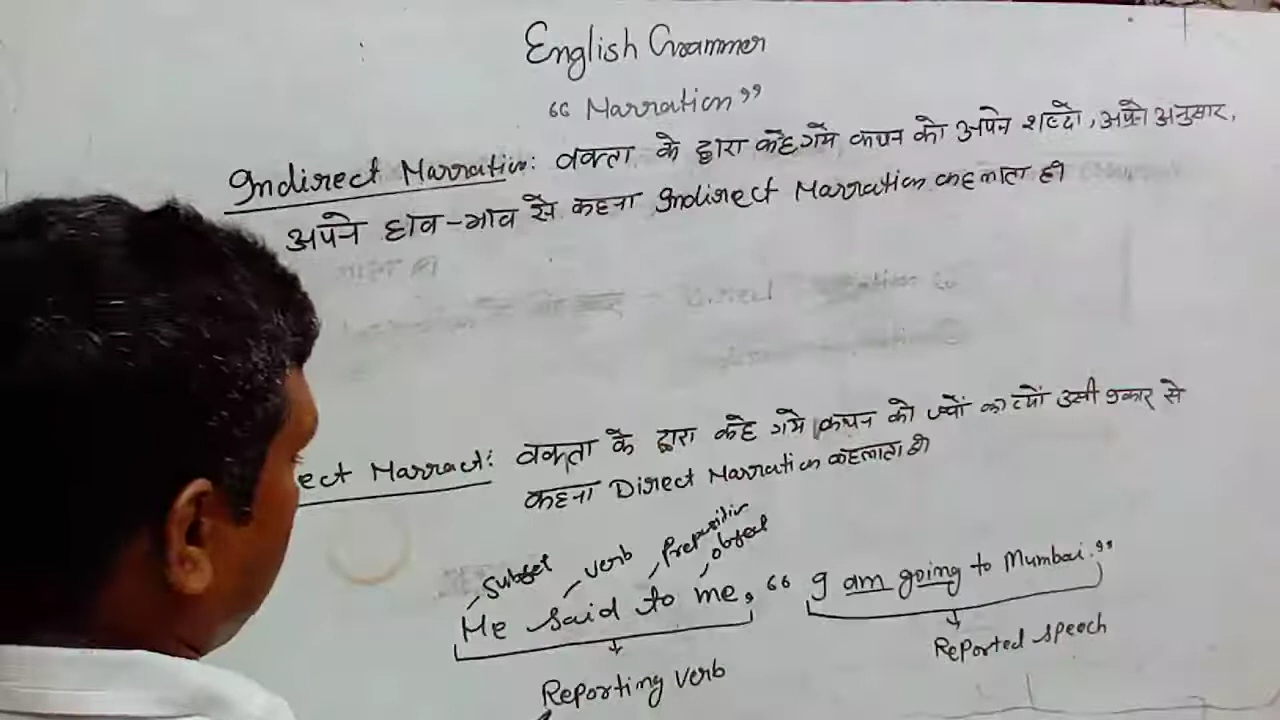 English Grammer
“Narration”
Indirect Narration: वक्ता के द्वारा कहे गये कथन को अपने शब्दो, अपने अनुसार,
अपने हाव-भाव से कहना Indirect Narration कहलाता है।
ect Narract: वक्ता के द्वारा कहे गये कथन को ज्यों का त्यों उसी प्रकार से
कहना Direct Narration कहलाता है।
verb Preposition object
He said to me, “I am going to Mumbai.”
Reporting verb Reported speech